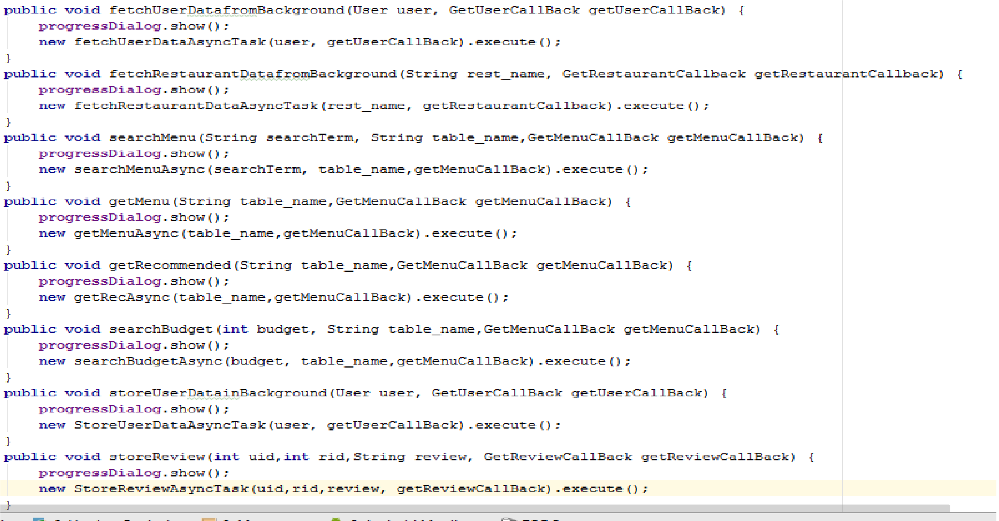 public void fetchUserDatafromBackground(User user, GetUserCallBack getUserCallBack) {
progressDialog.show();
new fetchUserDataAsyncTask(user, getUserCallBack).execute();
}
public void fetchRestaurantDatafromBackground(String rest_name, GetRestaurantCallback getRestaurantCallback) {
progressDialog.show();
new fetchRestaurantDataAsyncTask(rest_name, getRestaurantCallback).execute();
}
public void searchMenu(String searchTerm, String table_name,GetMenuCallBack getMenuCallBack) {
progressDialog.show();
new searchMenuAsync(searchTerm, table_name,getMenuCallBack).execute();
}
public void getMenu(String table_name,GetMenuCallBack getMenuCallBack) {
progressDialog.show();
new getMenuAsync(table_name,getMenuCallBack).execute();
}
public void getRecommended(String table_name,GetMenuCallBack getMenuCallBack) {
progressDialog.show();
new getRecAsync(table_name,getMenuCallBack).execute();
}
public void searchBudget(int budget, String table_name,GetMenuCallBack getMenuCallBack) {
progressDialog.show();
new searchBudgetAsync(budget, table_name,getMenuCallBack).execute();
}
public void storeUserDatainBackground(User user, GetUserCallBack getUserCallBack) {
progressDialog.show();
new StoreUserDataAsyncTask(user, getUserCallBack).execute();
}
public void storeReview(int uid,int rid,String review, GetReviewCallBack getReviewCallBack) {
progressDialog.show();
new StoreReviewAsyncTask(uid,rid,review, getReviewCallBack).execute();
}